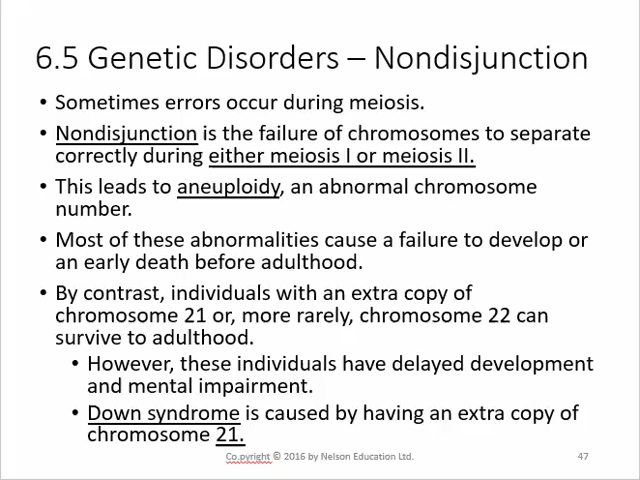 6.5 Genetic Disorders – Nondisjunction
• Sometimes errors occur during meiosis.
• Nondisjunction is the failure of chromosomes to separate
correctly during either meiosis I or meiosis II.
• This leads to aneuploidy, an abnormal chromosome
number.
• Most of these abnormalities cause a failure to develop or
an early death before adulthood.
• By contrast, individuals with an extra copy of
chromosome 21 or, more rarely, chromosome 22 can
survive to adulthood.
• However, these individuals have delayed development
and mental impairment.
• Down syndrome is caused by having an extra copy of
chromosome 21.
Co.pyright © 2016 by Nelson Education Ltd.
47